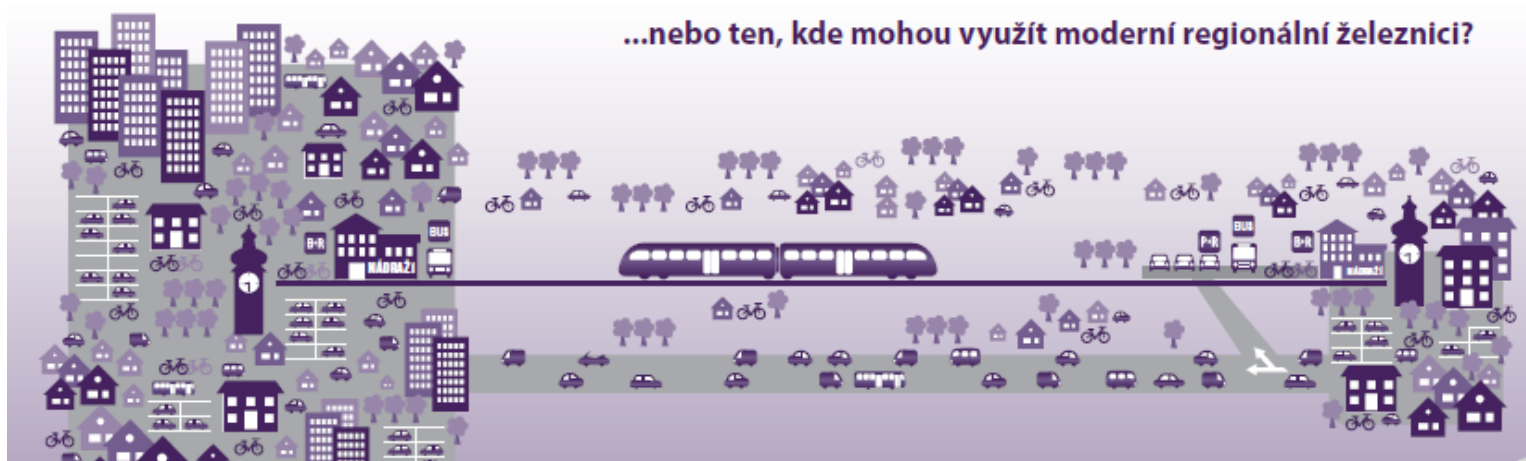 ...nebo ten, kde mohou využít moderní regionální železnici?
B+R
BUS
NÁDRAŽÍ
P+R
BUS
B+R
NÁDRAŽÍ